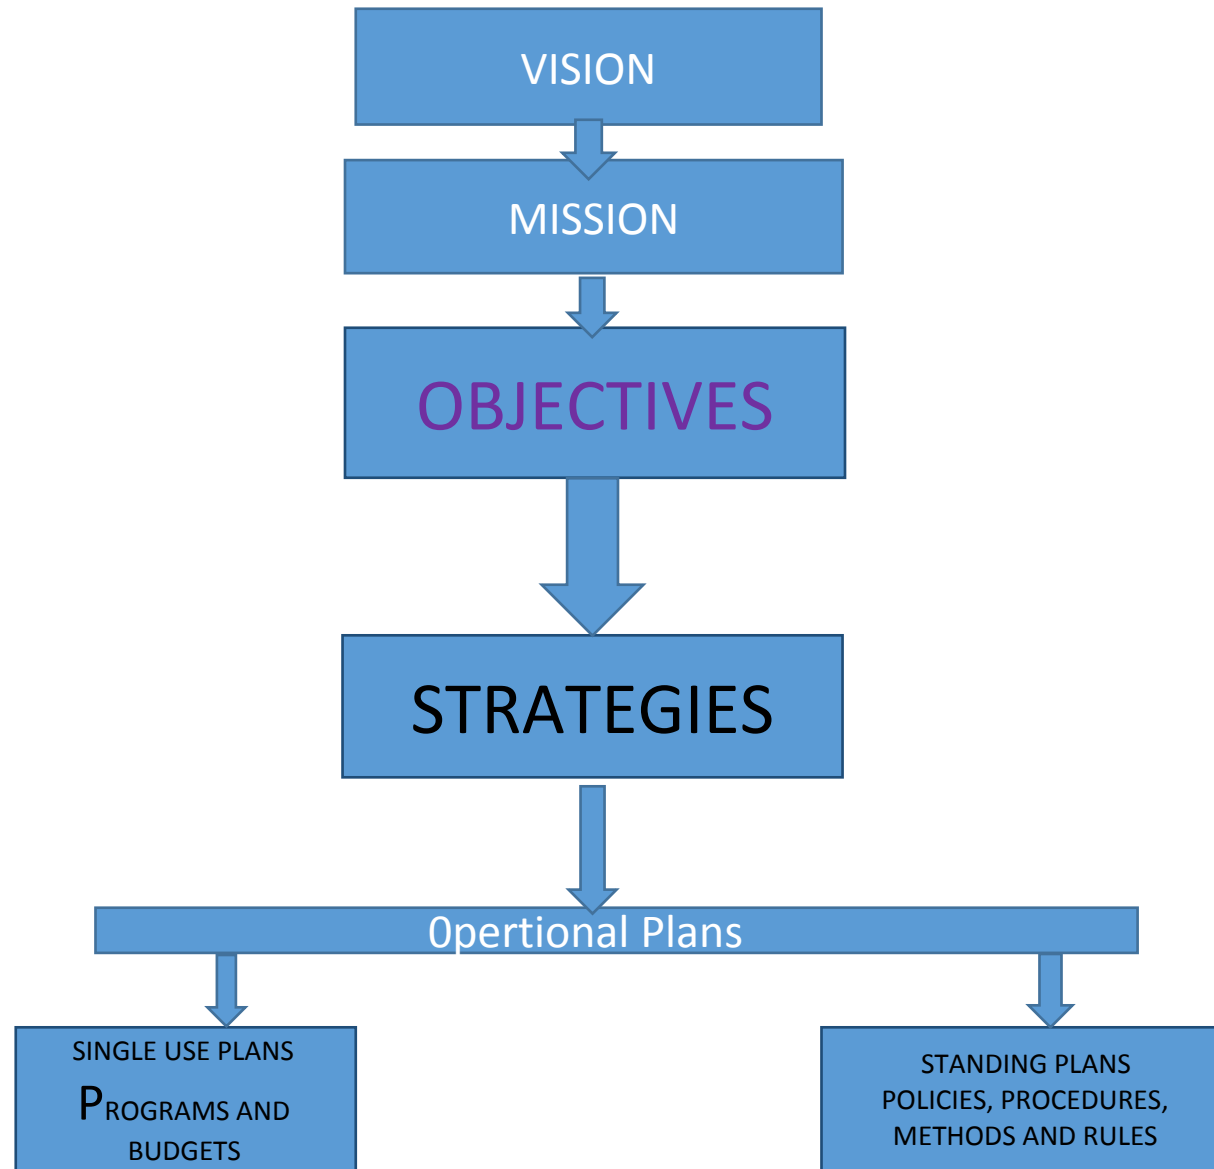 VISION
MISSION
OBJECTIVES
STRATEGIES
0pertional Plans
SINGLE USE PLANS
PROGRAMS AND
BUDGETS
STANDING PLANS
POLICIES, PROCEDURES,
METHODS AND RULES